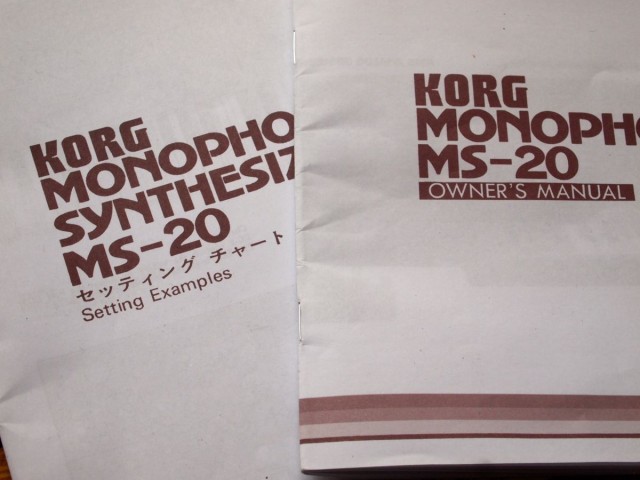 KORG
MONOPHO
SYNTHESIZ
MS-20
セッティング チャート
Setting Examples
KORG
MONOPHO
MS-20
OWNER'S MANUAL